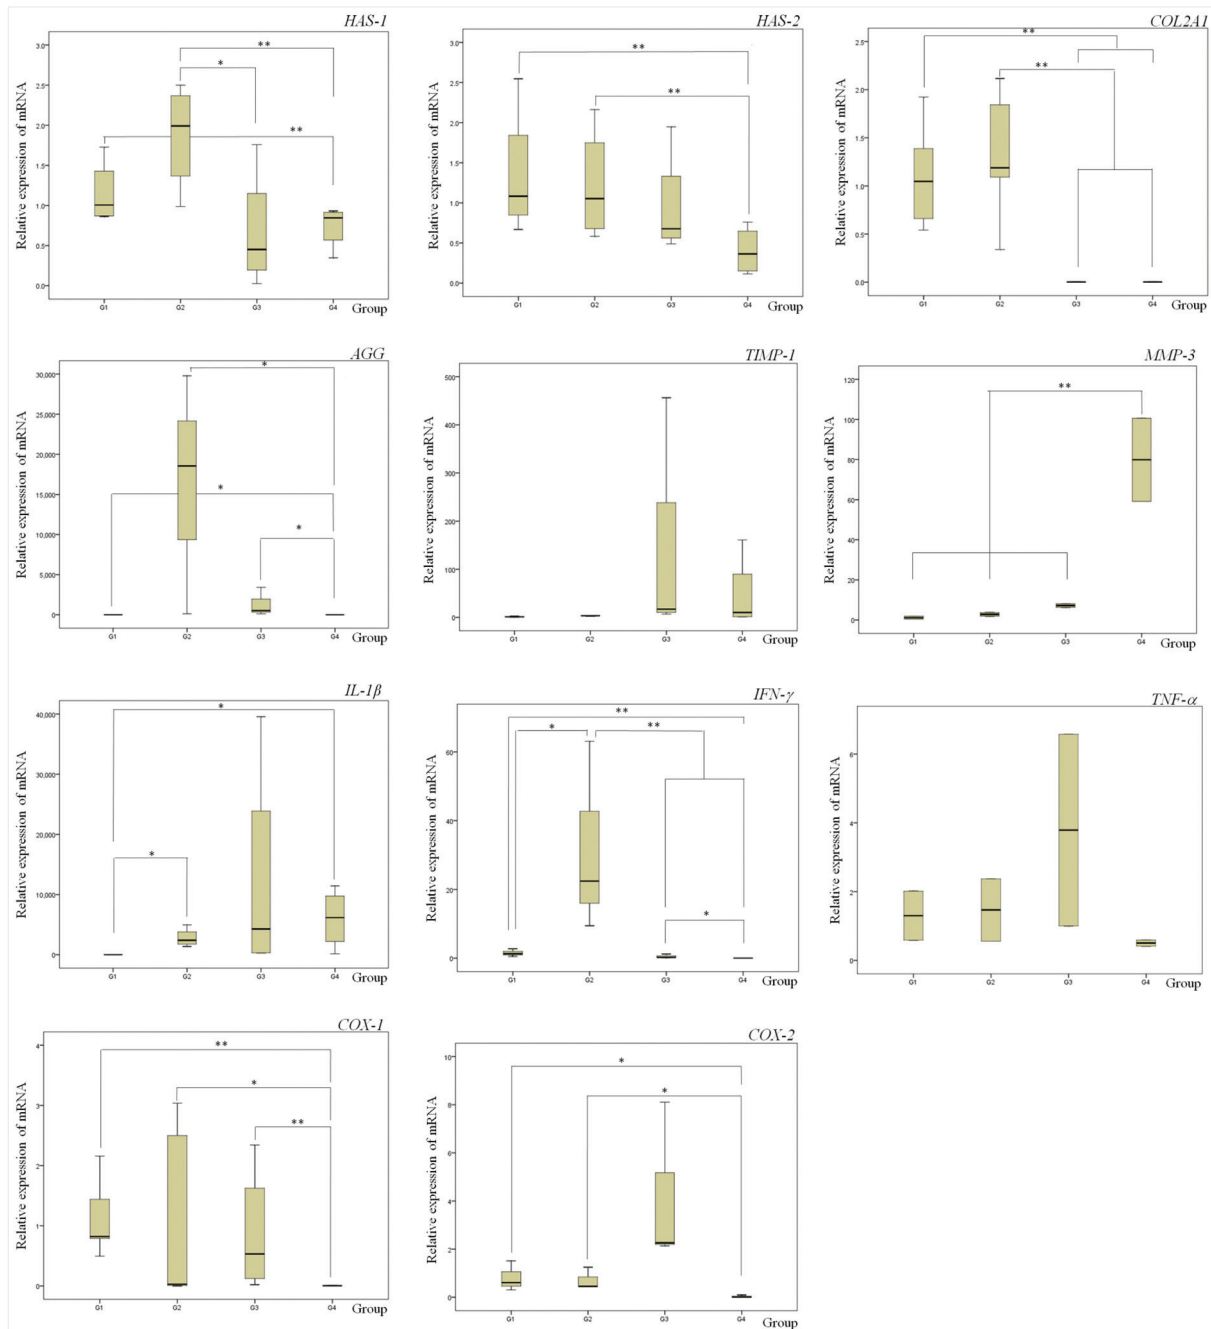 HAS-1
Relative expression of mRNA
3.0
2.5
2.0
1.5
1.0
0.5
0.0
**
*
**
G1 G2 G3 G4 Group
HAS-2
Relative expression of mRNA
3.0
2.5
2.0
1.5
1.0
0.5
0.0
**
**
G1 G2 G3 G4 Group
COL2A1
Relative expression of mRNA
2.5
2.0
1.5
1.0
0.5
0.0
**
**
G1 G2 G3 G4 Group
AGG
Relative expression of mRNA
30,000
25,000
20,000
15,000
10,000
5,000
0
*
*
*
G1 G2 G3 G4 Group
TIMP-1
Relative expression of mRNA
500
400
300
200
100
0
G1 G2 G3 G4 Group
MMP-3
Relative expression of mRNA
120
100
80
60
40
20
0
**
G1 G2 G3 G4 Group
IL-1β
Relative expression of mRNA
40,000
30,000
20,000
10,000
0
*
*
G1 G2 G3 G4 Group
IFN-γ
Relative expression of mRNA
60
40
20
0
**
*
**
*
G1 G2 G3 G4 Group
TNF-α
Relative expression of mRNA
6
4
2
0
G1 G2 G3 G4 Group
COX-1
Relative expression of mRNA
4
3
2
1
0
**
*
**
G1 G2 G3 G4 Group
COX-2
Relative expression of mRNA
10
8
6
4
2
0
*
*
G1 G2 G3 G4 Group